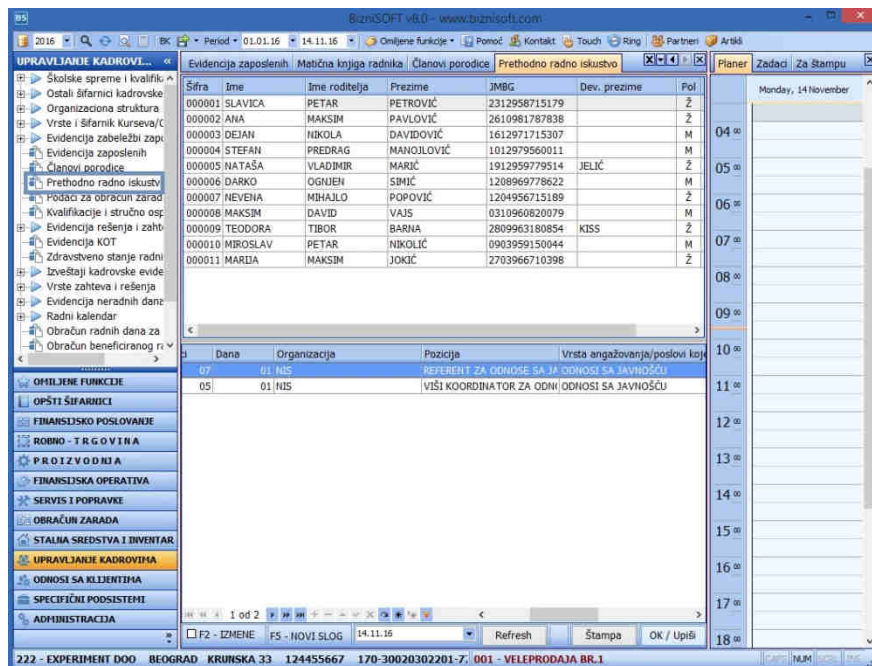 BizniSOFT v8.0 - www.biznisoft.com
2016 BK Period 01.01.16 14.11.16 Omiljene funkcije Pomoć Kontakt Touch Ring Partneri Artikli
UPRAVLJANJE KADROVI... «
Školske spreme i kvalifik
Ostali šifarnici kadrovske
Organizaciona struktura
Vrste i Šifarnik Kurseva/
Evidencija zabeležbi zap
Evidencija zaposlenih
Članovi porodice
Prethodno radno iskustv
Podaci za obračun zarad
Kvalifikacije i stručno osp
Evidencija rešenja i zaht
Evidencija KOT
Zdravstveno stanje radni
Izveštaji kadrovske evide
Vrste zahteva i rešenja
Evidencija neradnih dana
Radni kalendar
Obračun radnih dana za
Obračun beneficiranog r
OMILJENE FUNKCIJE
OPŠTI ŠIFARNICI
FINANSIJSKO POSLOVANJE
ROBNO - T R G O V I N A
P R O I Z V O D N J A
FINANSIJSKA OPERATIVA
SERVIS I POPRAVKE
OBRAČUN ZARADA
STALNA SREDSTVA I INVENTAR
UPRAVLJANJE KADROVIMA
ODNOSI SA KLIJENTIMA
SPECIFIČNI PODSISTEMI
ADMINISTRACIJA
Evidencija zaposlenih Matična knjiga radnika Članovi porodice Prethodno radno iskustvo
Šifra Ime Ime roditelja Prezime JMBG Dev. prezime Pol
000001 SLAVICA PETAR PETROVIĆ 2312958715179 Ž
000002 ANA MAKSIM PAVLOVIĆ 2610981787838 Ž
000003 DEJAN NIKOLA DAVIDOVIĆ 1612971715307 M
000004 STEFAN PREDRAG MANOJLOVIĆ 1012979560011 M
000005 NATAŠA VLADIMIR MARIĆ 1912959779514 JELIĆ Ž
000006 DARKO OGNJEN SIMIĆ 1208969778622 M
000007 NEVENA MIHAJLO POPOVIĆ 1204956715189 Ž
000008 MAKSIM DAVID VAJS 0310960820079 M
000009 TEODORA TIBOR BARNA 2809963180854 KISS Ž
000010 MIROSLAV PETAR NIKOLIĆ 0903959150044 M
000011 MARIJA MAKSIM JOKIĆ 2703966710398 Ž
Dana Organizacija Pozicija Vrsta angažovanja/poslovi koje
07 01 NIS REFERENT ZA ODNOSE SA JA ODNOSI SA JAVNOŠĆU
05 01 NIS VIŠI KOORDINATOR ZA ODN ODNOSI SA JAVNOŠĆU
1 od 2
F2 - IZMENE F5 - NOVI SLOG 14.11.16 Refresh Štampa OK / Upiši
Planer Zadaci Za štampu
Monday, 14 November
04 00
05 00
06 00
07 00
08 00
09 00
10 00
11 00
12 00
13 00
14 00
15 00
16 00
17 00
18 00
222 - EXPERIMENT DOO BEOGRAD KRUNSKA 33 124455667 170-30020302201-7 001 - VELEPRODAJA BR.1 CAPS NUM SCRL INS